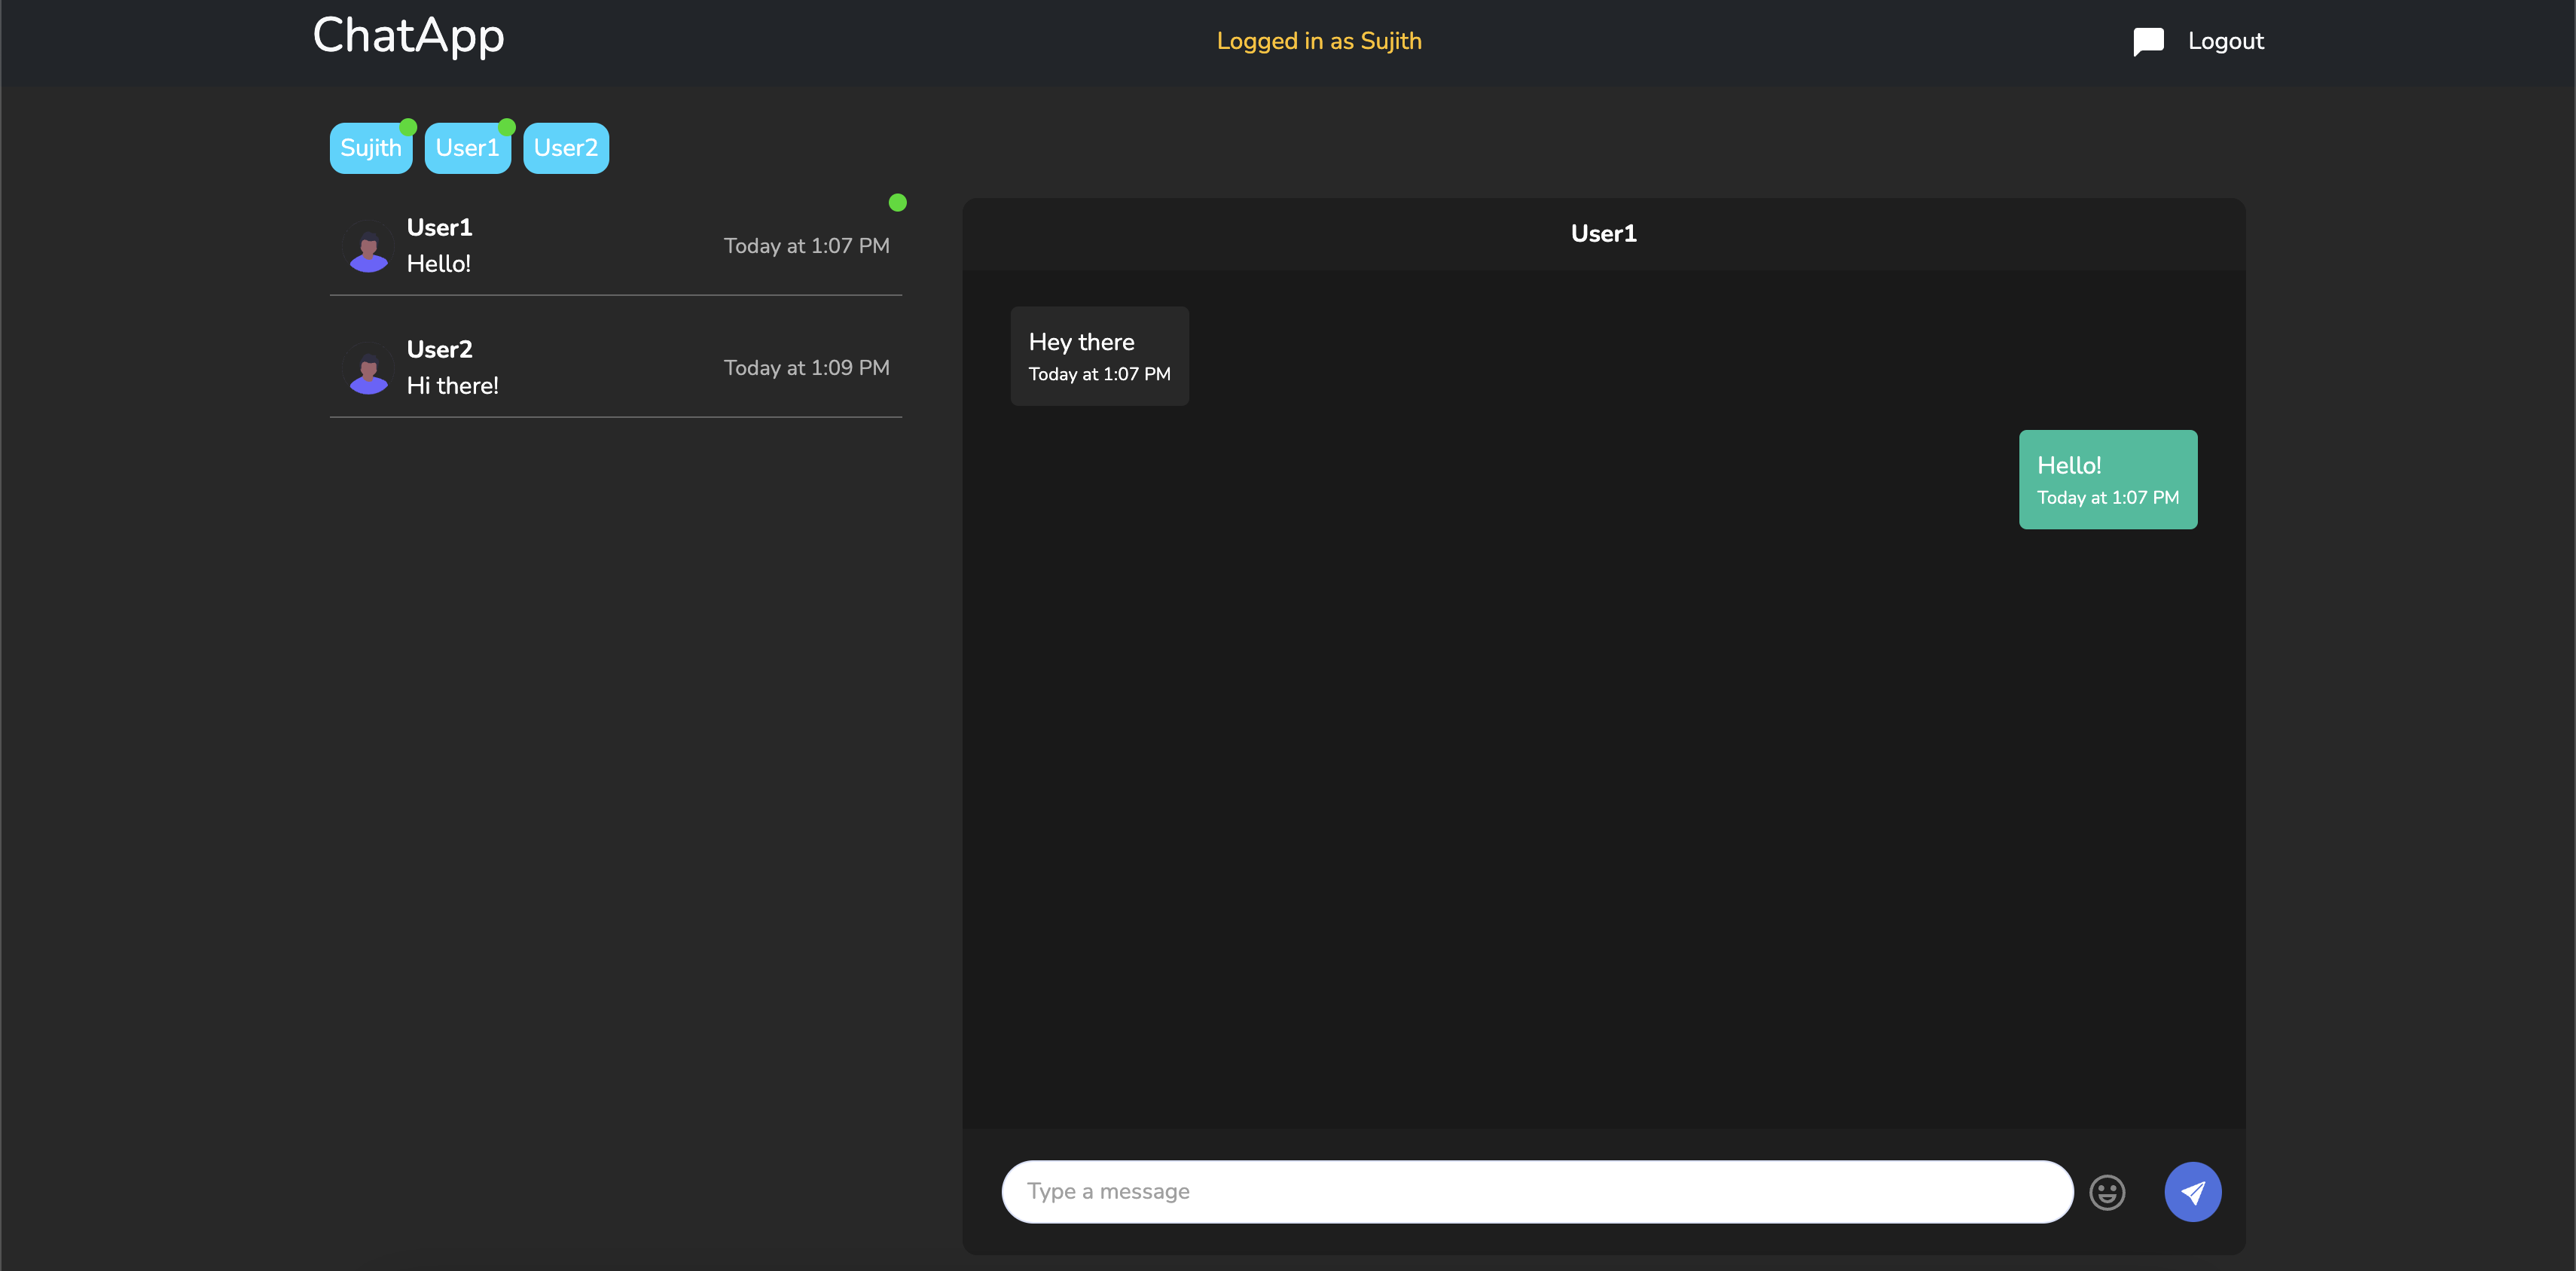 ChatApp
Logged in as Sujith
Logout
Sujith
User1
User2
User1
Hello!
Today at 1:07 PM
User2
Hi there!
Today at 1:09 PM
User1
Hey there
Today at 1:07 PM
Hello!
Today at 1:07 PM
Type a message